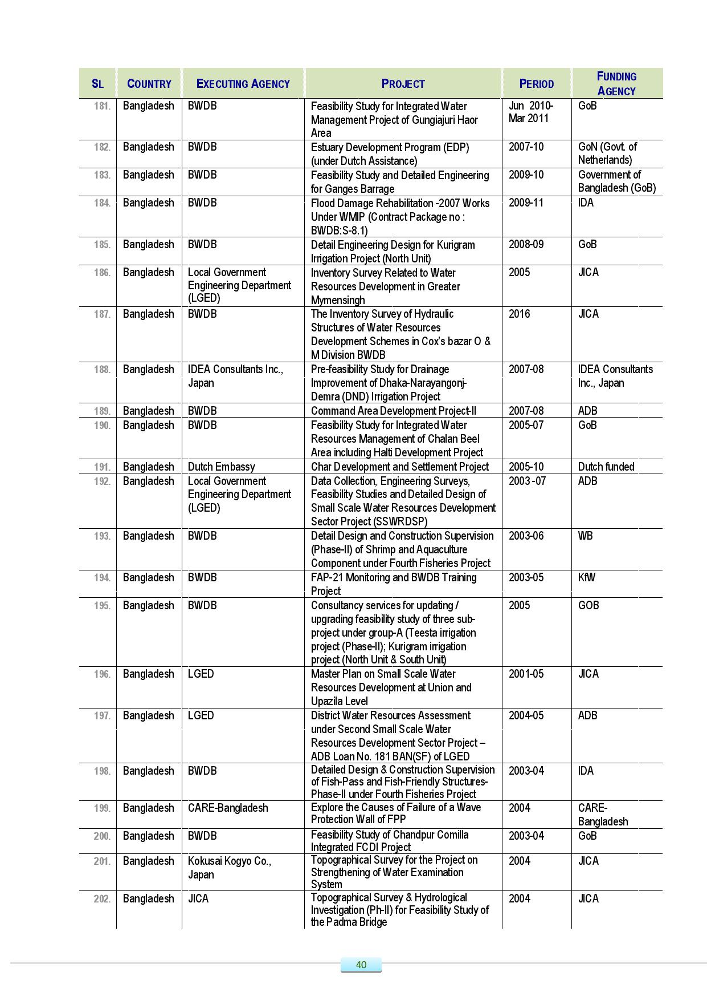 SL COUNTRY EXECUTING AGENCY PROJECT PERIOD FUNDING
AGENCY
181. Bangladesh BWDB Feasibility Study for Integrated Water Jun 2010- GoB
Management Project of Gungiajuri Haor Mar 2011
Area
182. Bangladesh BWDB Estuary Development Program (EDP) 2007-10 GoN (Govt. of
(under Dutch Assistance) Netherlands)
183. Bangladesh BWDB Feasibility Study and Detailed Engineering 2009-10 Government of
for Ganges Barrage Bangladesh (GoB)
184. Bangladesh BWDB Flood Damage Rehabilitation -2007 Works 2009-11 IDA
Under WMIP (Contract Package no :
BWDB:S-8.1)
185. Bangladesh BWDB Detail Engineering Design for Kurigram 2008-09 GoB
Irrigation Project (North Unit)
186. Bangladesh Local Government Inventory Survey Related to Water 2005 JICA
Engineering Department Resources Development in Greater
(LGED) Mymensingh
187. Bangladesh BWDB The Inventory Survey of Hydraulic 2016 JICA
Structures of Water Resources
Development Schemes in Cox's bazar O &
M Division BWDB
188. Bangladesh IDEA Consultants Inc., Pre-feasibility Study for Drainage 2007-08 IDEA Consultants
Japan Improvement of Dhaka-Narayangonj- Inc., Japan
Demra (DND) Irrigation Project
189. Bangladesh BWDB Command Area Development Project-II 2007-08 ADB
190. Bangladesh BWDB Feasibility Study for Integrated Water 2005-07 GoB
Resources Management of Chalan Beel
Area including Halti Development Project
191. Bangladesh Dutch Embassy Char Development and Settlement Project 2005-10 Dutch funded
192. Bangladesh Local Government Data Collection, Engineering Surveys, 2003 -07 ADB
Engineering Department Feasibility Studies and Detailed Design of
(LGED) Small Scale Water Resources Development
Sector Project (SSWRDSP)
193. Bangladesh BWDB Detail Design and Construction Supervision 2003-06 WB
(Phase-II) of Shrimp and Aquaculture
Component under Fourth Fisheries Project
194. Bangladesh BWDB FAP-21 Monitoring and BWDB Training 2003-05 KfW
Project
195. Bangladesh BWDB Consultancy services for updating / 2005 GOB
upgrading feasibility study of three sub-
project under group-A (Teesta irrigation
project (Phase-II); Kurigram irrigation
project (North Unit & South Unit)
196. Bangladesh LGED Master Plan on Small Scale Water 2001-05 JICA
Resources Development at Union and
Upazila Level
197. Bangladesh LGED District Water Resources Assessment 2004-05 ADB
under Second Small Scale Water
Resources Development Sector Project –
ADB Loan No. 181 BAN(SF) of LGED
198. Bangladesh BWDB Detailed Design & Construction Supervision 2003-04 IDA
of Fish-Pass and Fish-Friendly Structures-
Phase-II under Fourth Fisheries Project
199. Bangladesh CARE-Bangladesh Explore the Causes of Failure of a Wave 2004 CARE-
Protection Wall of FPP Bangladesh
200. Bangladesh BWDB Feasibility Study of Chandpur Comilla 2003-04 GoB
Integrated FCDI Project
201. Bangladesh Kokusai Kogyo Co., Topographical Survey for the Project on 2004 JICA
Japan Strengthening of Water Examination
System
202. Bangladesh JICA Topographical Survey & Hydrological 2004 JICA
Investigation (Ph-II) for Feasibility Study of
the Padma Bridge
40